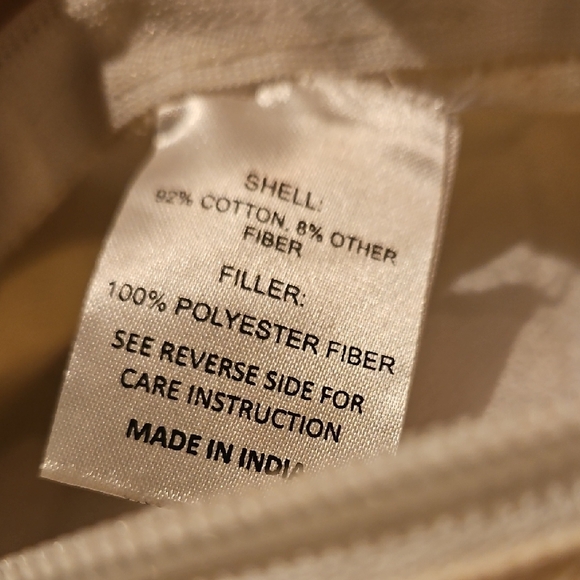 SHELL:
92% COTTON, 8% OTHER
FIBER
FILLER:
100% POLYESTER FIBER
SEE REVERSE SIDE FOR
CARE INSTRUCTION
MADE IN INDIA